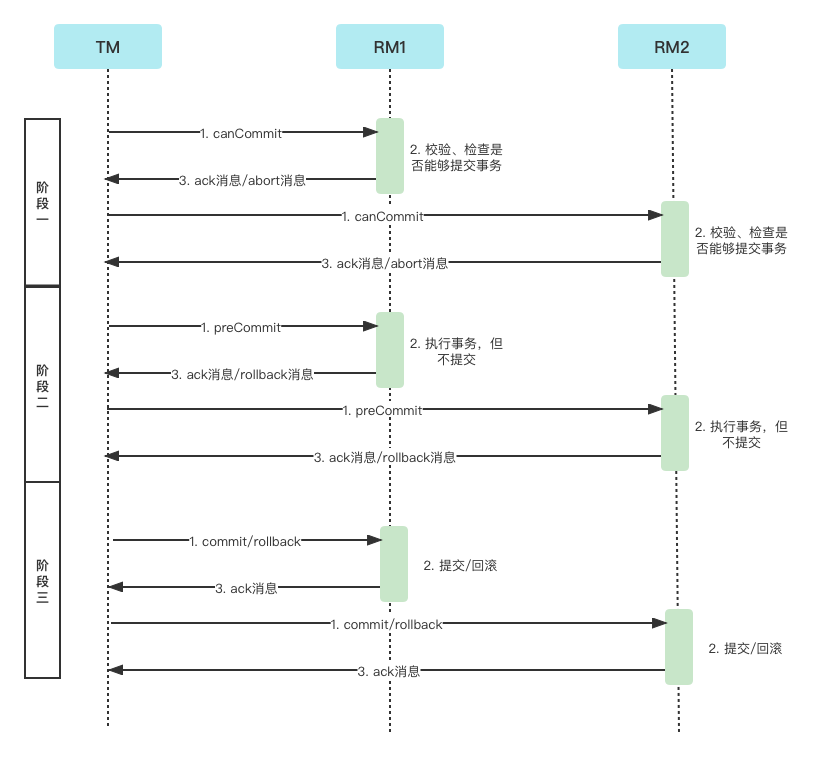 TM
RM1
RM2
阶段一
1. canCommit
2. 校验、检查是
否能够提交事务
3. ack消息/abort消息
1. canCommit
2. 校验、检查是
否能够提交事务
3. ack消息/abort消息
阶段二
1. preCommit
2. 执行事务，但
不提交
3. ack消息/rollback消息
1. preCommit
2. 执行事务，但
不提交
3. ack消息/rollback消息
阶段三
1. commit/rollback
2. 提交/回滚
3. ack消息
1. commit/rollback
2. 提交/回滚
3. ack消息